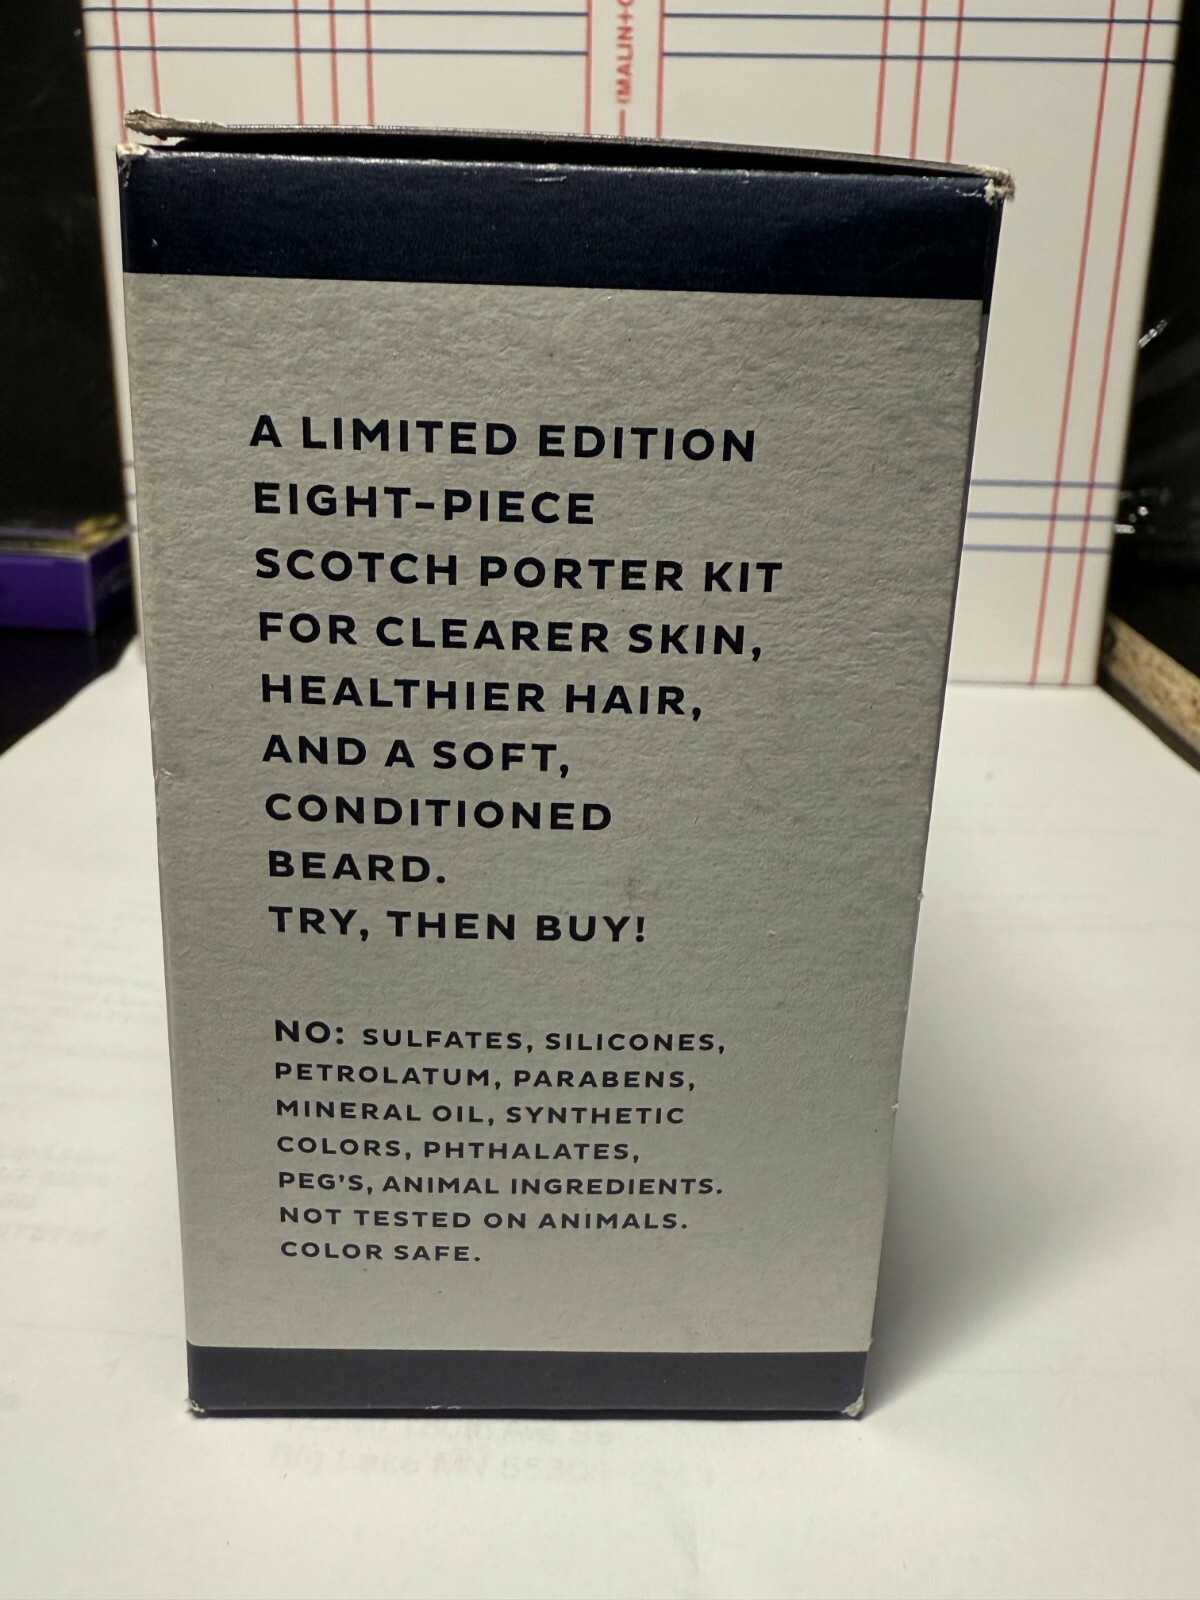 (MALIN+G
A LIMITED EDITION
EIGHT-PIECE
SCOTCH PORTER KIT
FOR CLEARER SKIN,
HEALTHIER HAIR,
AND A SOFT,
CONDITIONED
BEARD.
TRY, THEN BUY!
NO: SULFATES, SILICONES,
PETROLATUM, PARABENS,
MINERAL OIL, SYNTHETIC
COLORS, PHTHALATES,
PEG'S, ANIMAL INGREDIENTS.
NOT TESTED ON ANIMALS.
COLOR SAFE.